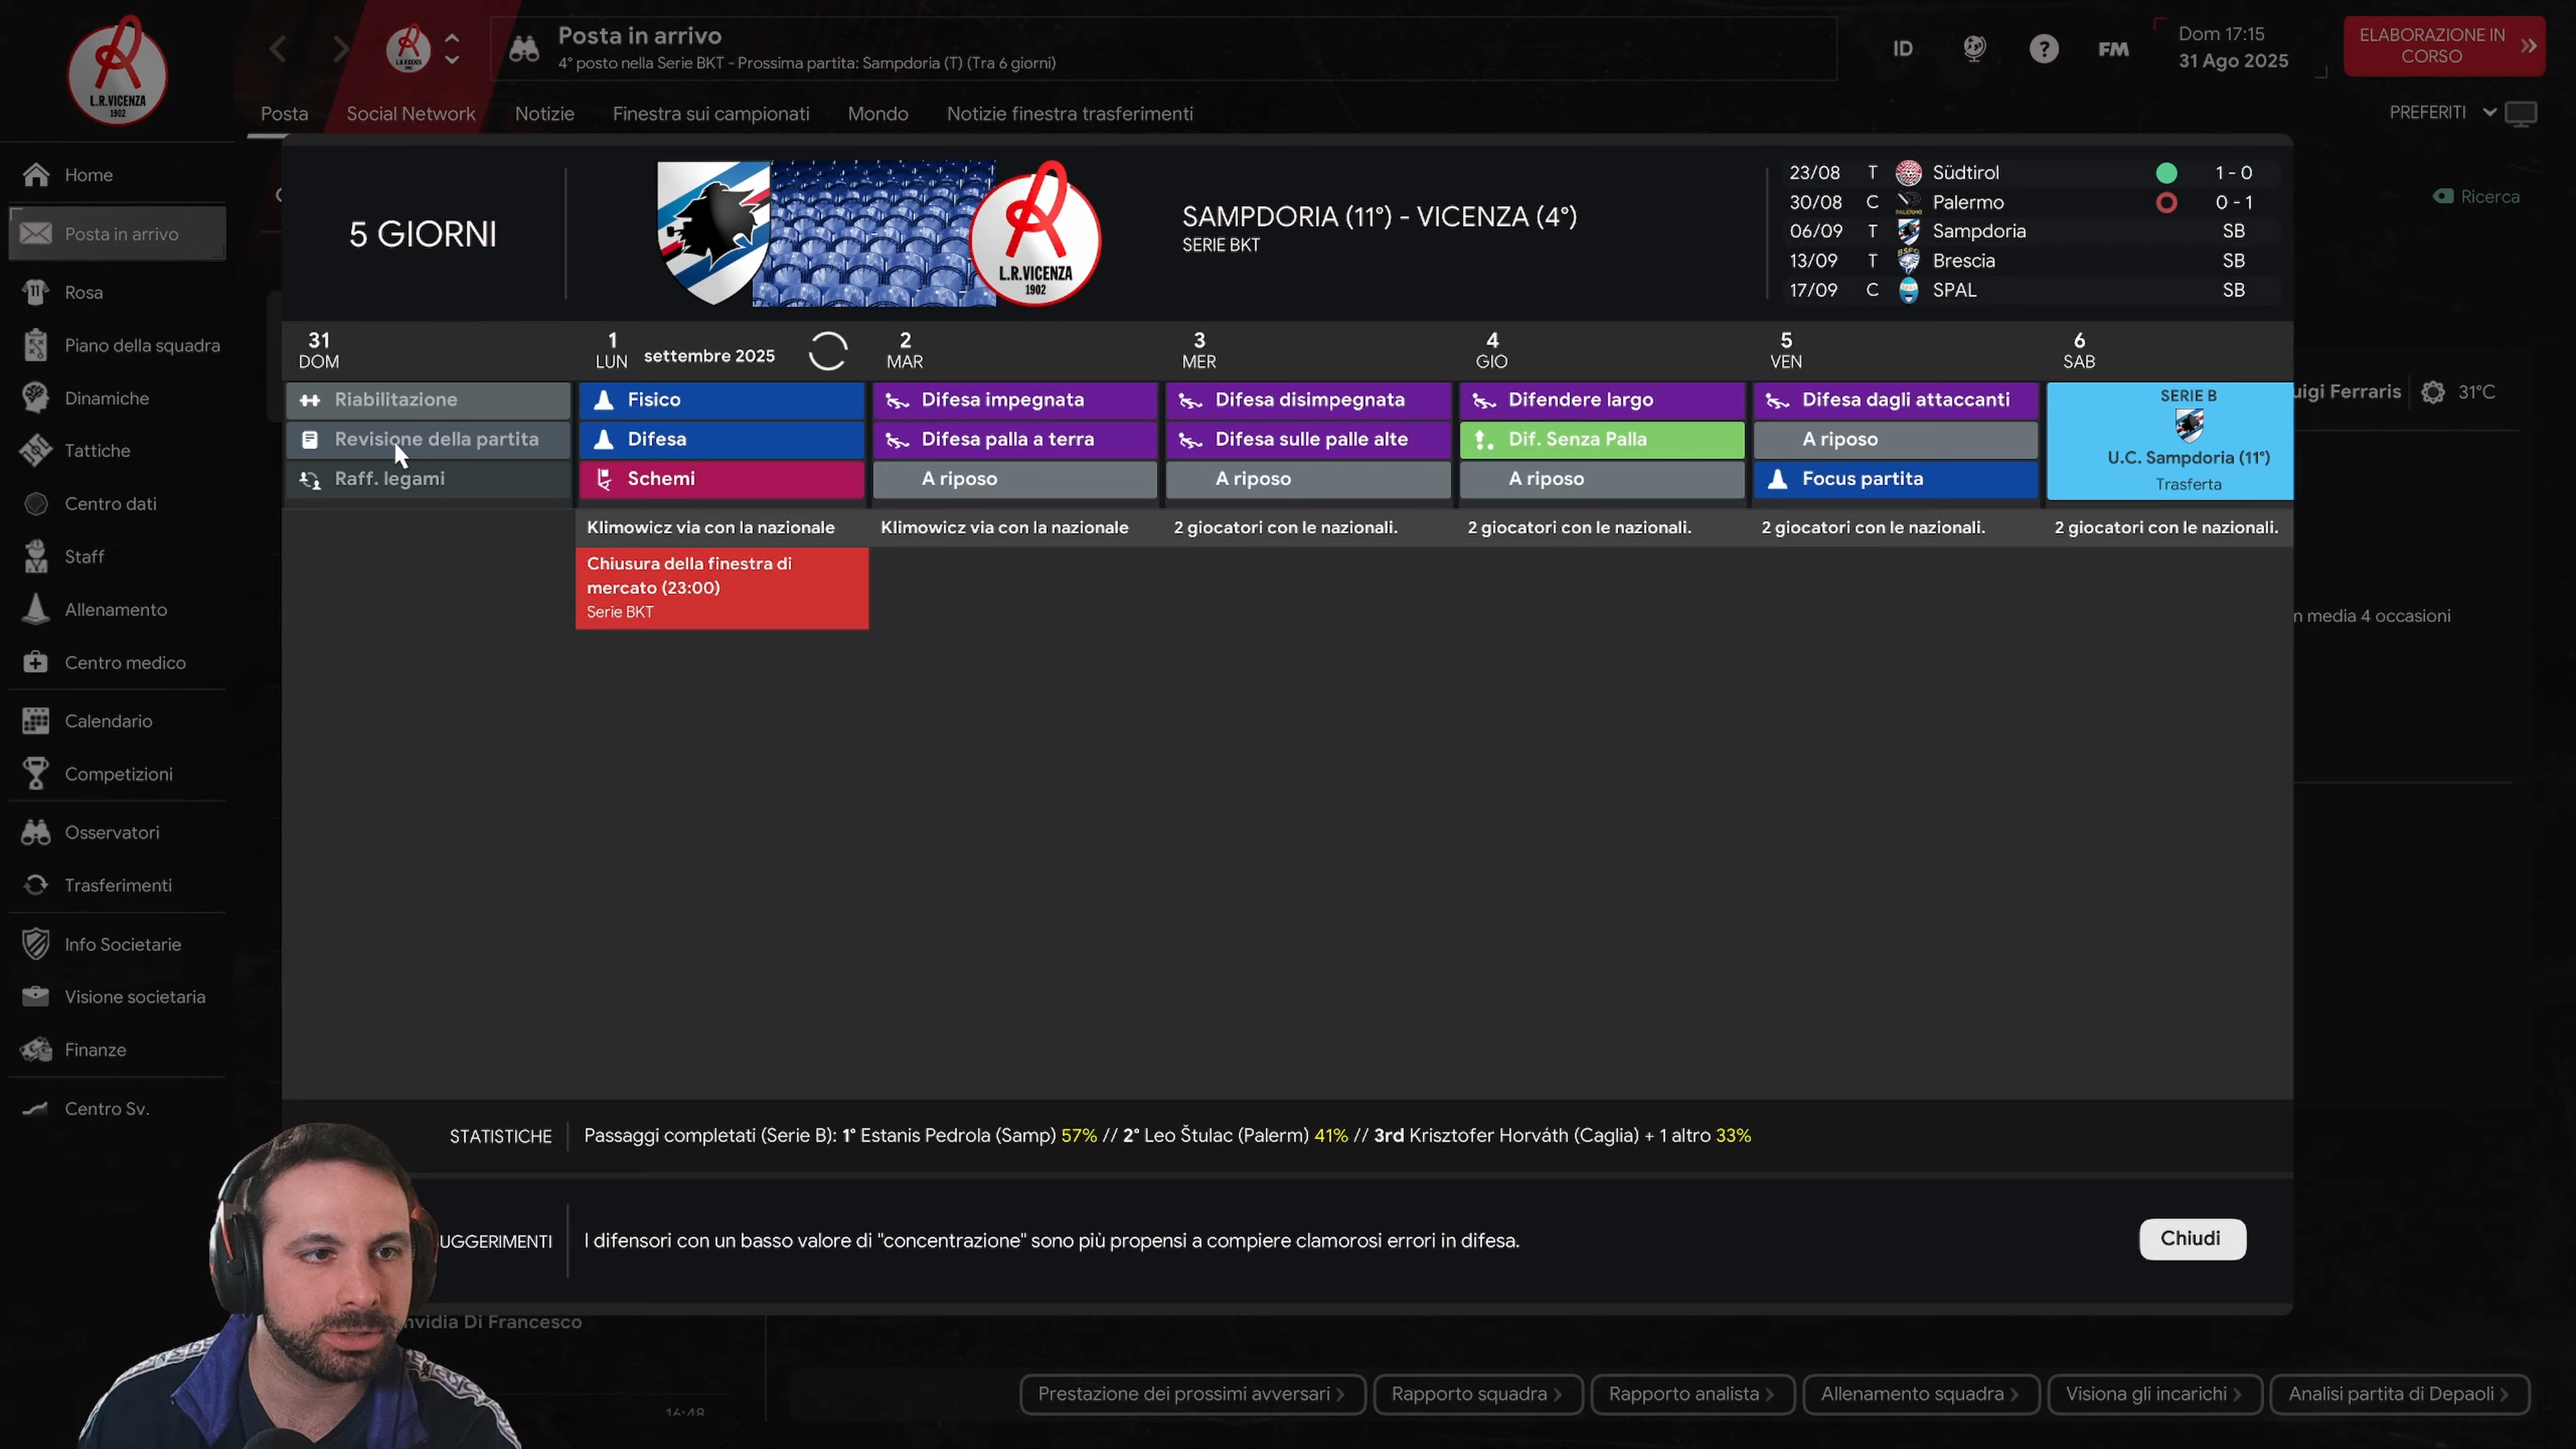 L.R.VICENZA
1902
Posta in arrivo
4° posto nella Serie BKT - Prossima partita: Sampdoria (T) (Tra 6 giorni)
ID
FM
Dom 17:15
31 Ago 2025
ELABORAZIONE IN CORSO
Posta
Social Network
Notizie
Finestra sui campionati
Mondo
Notizie finestra trasferimenti
PREFERITI
Home
Posta in arrivo
Rosa
Piano della squadra
Dinamiche
Tattiche
Centro dati
Staff
Allenamento
Centro medico
Calendario
Competizioni
Osservatori
Trasferimenti
Info Societarie
Visione societaria
Finanze
Centro Sv.
5 GIORNI
L.R.VICENZA
1902
SAMPDORIA (11°) - VICENZA (4°)
SERIE BKT
23/08 T Südtirol 1 - 0
30/08 C Palermo 0 - 1
06/09 T Sampdoria SB
13/09 T Brescia SB
17/09 C SPAL SB
Ricerca
31 DOM
1 LUN settembre 2025
2 MAR
3 MER
4 GIO
5 VEN
6 SAB
Riabilitazione
Revisione della partita
Raff. legami
Fisico
Difesa
Schemi
Difesa impegnata
Difesa palla a terra
A riposo
Difesa disimpegnata
Difesa sulle palle alte
A riposo
Difendere largo
Dif. Senza Palla
A riposo
Difesa dagli attaccanti
A riposo
Focus partita
SERIE B
U.C. Sampdoria (11°)
Trasferta
uigi Ferraris 31°C
Klimowicz via con la nazionale
Klimowicz via con la nazionale
2 giocatori con le nazionali.
2 giocatori con le nazionali.
2 giocatori con le nazionali.
2 giocatori con le nazionali.
Chiusura della finestra di
mercato (23:00)
Serie BKT
n media 4 occasioni
STATISTICHE
Passaggi completati (Serie B): 1° Estanis Pedrola (Samp) 57% // 2° Leo Štulac (Palerm) 41% // 3rd Krisztofer Horváth (Caglia) + 1 altro 33%
UGGERIMENTI
I difensori con un basso valore di "concentrazione" sono più propensi a compiere clamorosi errori in difesa.
Chiudi
nvidia Di Francesco
16:48
Prestazione dei prossimi avversari
Rapporto squadra
Rapporto analista
Allenamento squadra
Visiona gli incarichi
Analisi partita di Depaoli